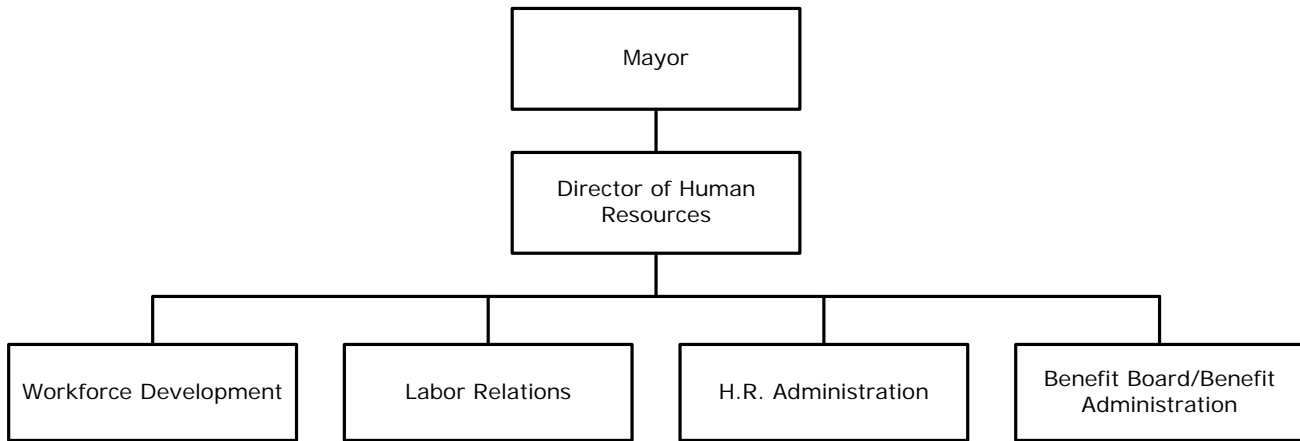 Mayor
Director of Human
Resources
Workforce Development
Labor Relations
H.R. Administration
Benefit Board/Benefit
Administration